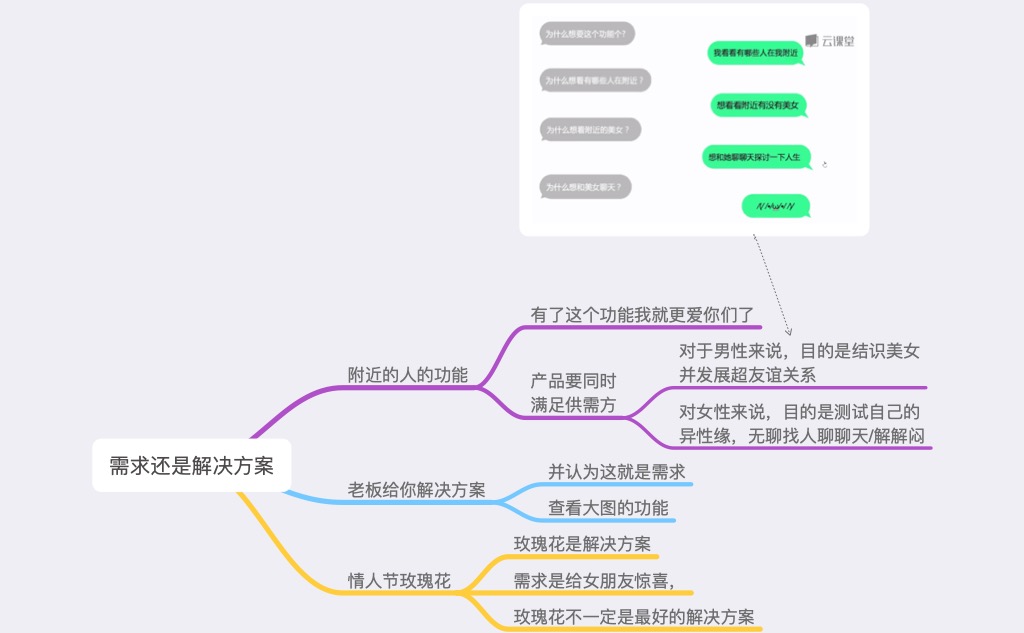 为什么想要这个功能个?
云课堂
我看看有哪些人在我附近
为什么想看有哪些人在附近?
想看看附近有没有美女
为什么想看附近的美女?
想和她聊聊天探讨一下人生
为什么想和美女聊天?
有了这个功能我就更爱你们了
对于男性来说，目的是结识美女
并发展超友谊关系
附近的人的功能
产品要同时
满足供需方
对女性来说，目的是测试自己的
异性缘，无聊找人聊聊天/解解闷
需求还是解决方案
并认为这就是需求
老板给你解决方案
查看大图的功能
玫瑰花是解决方案
情人节玫瑰花
需求是给女朋友惊喜，
玫瑰花不一定是最好的解决方案